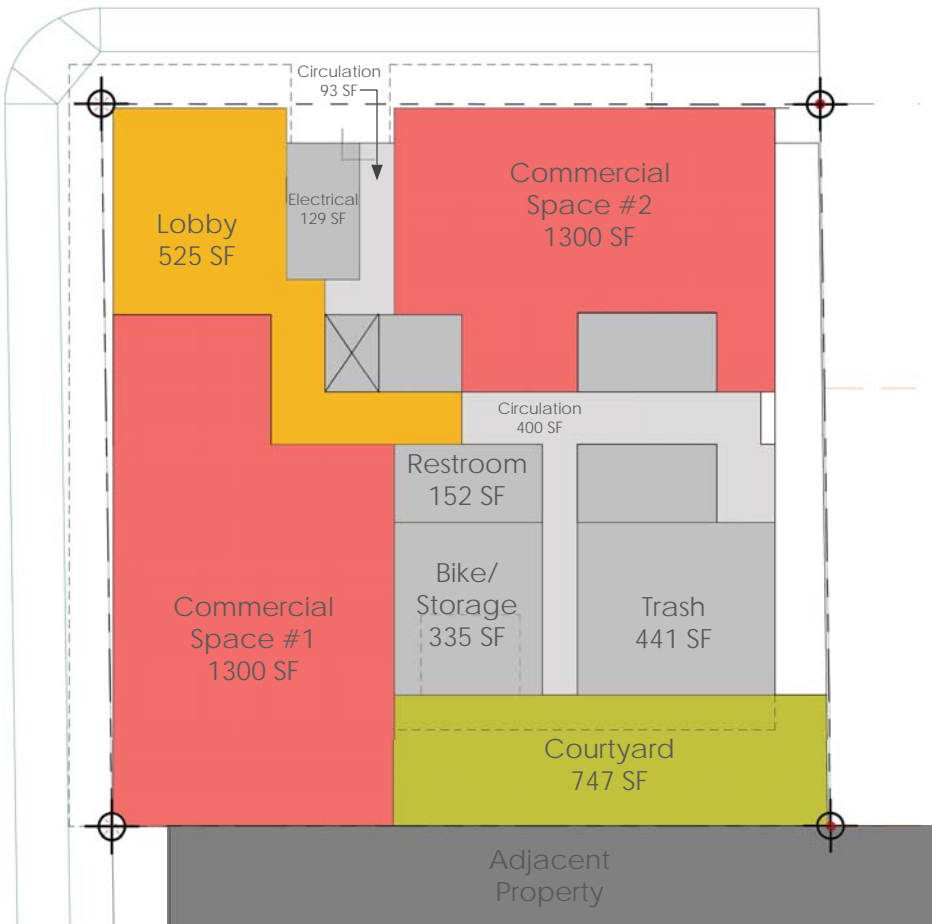 Circulation
93 SF
Commercial
Space #2
1300 SF
Electrical
129 SF
Lobby
525 SF
Circulation
400 SF
Restroom
152 SF
Bike/
Storage
335 SF
Trash
441 SF
Commercial
Space #1
1300 SF
Courtyard
747 SF
Adjacent
Property